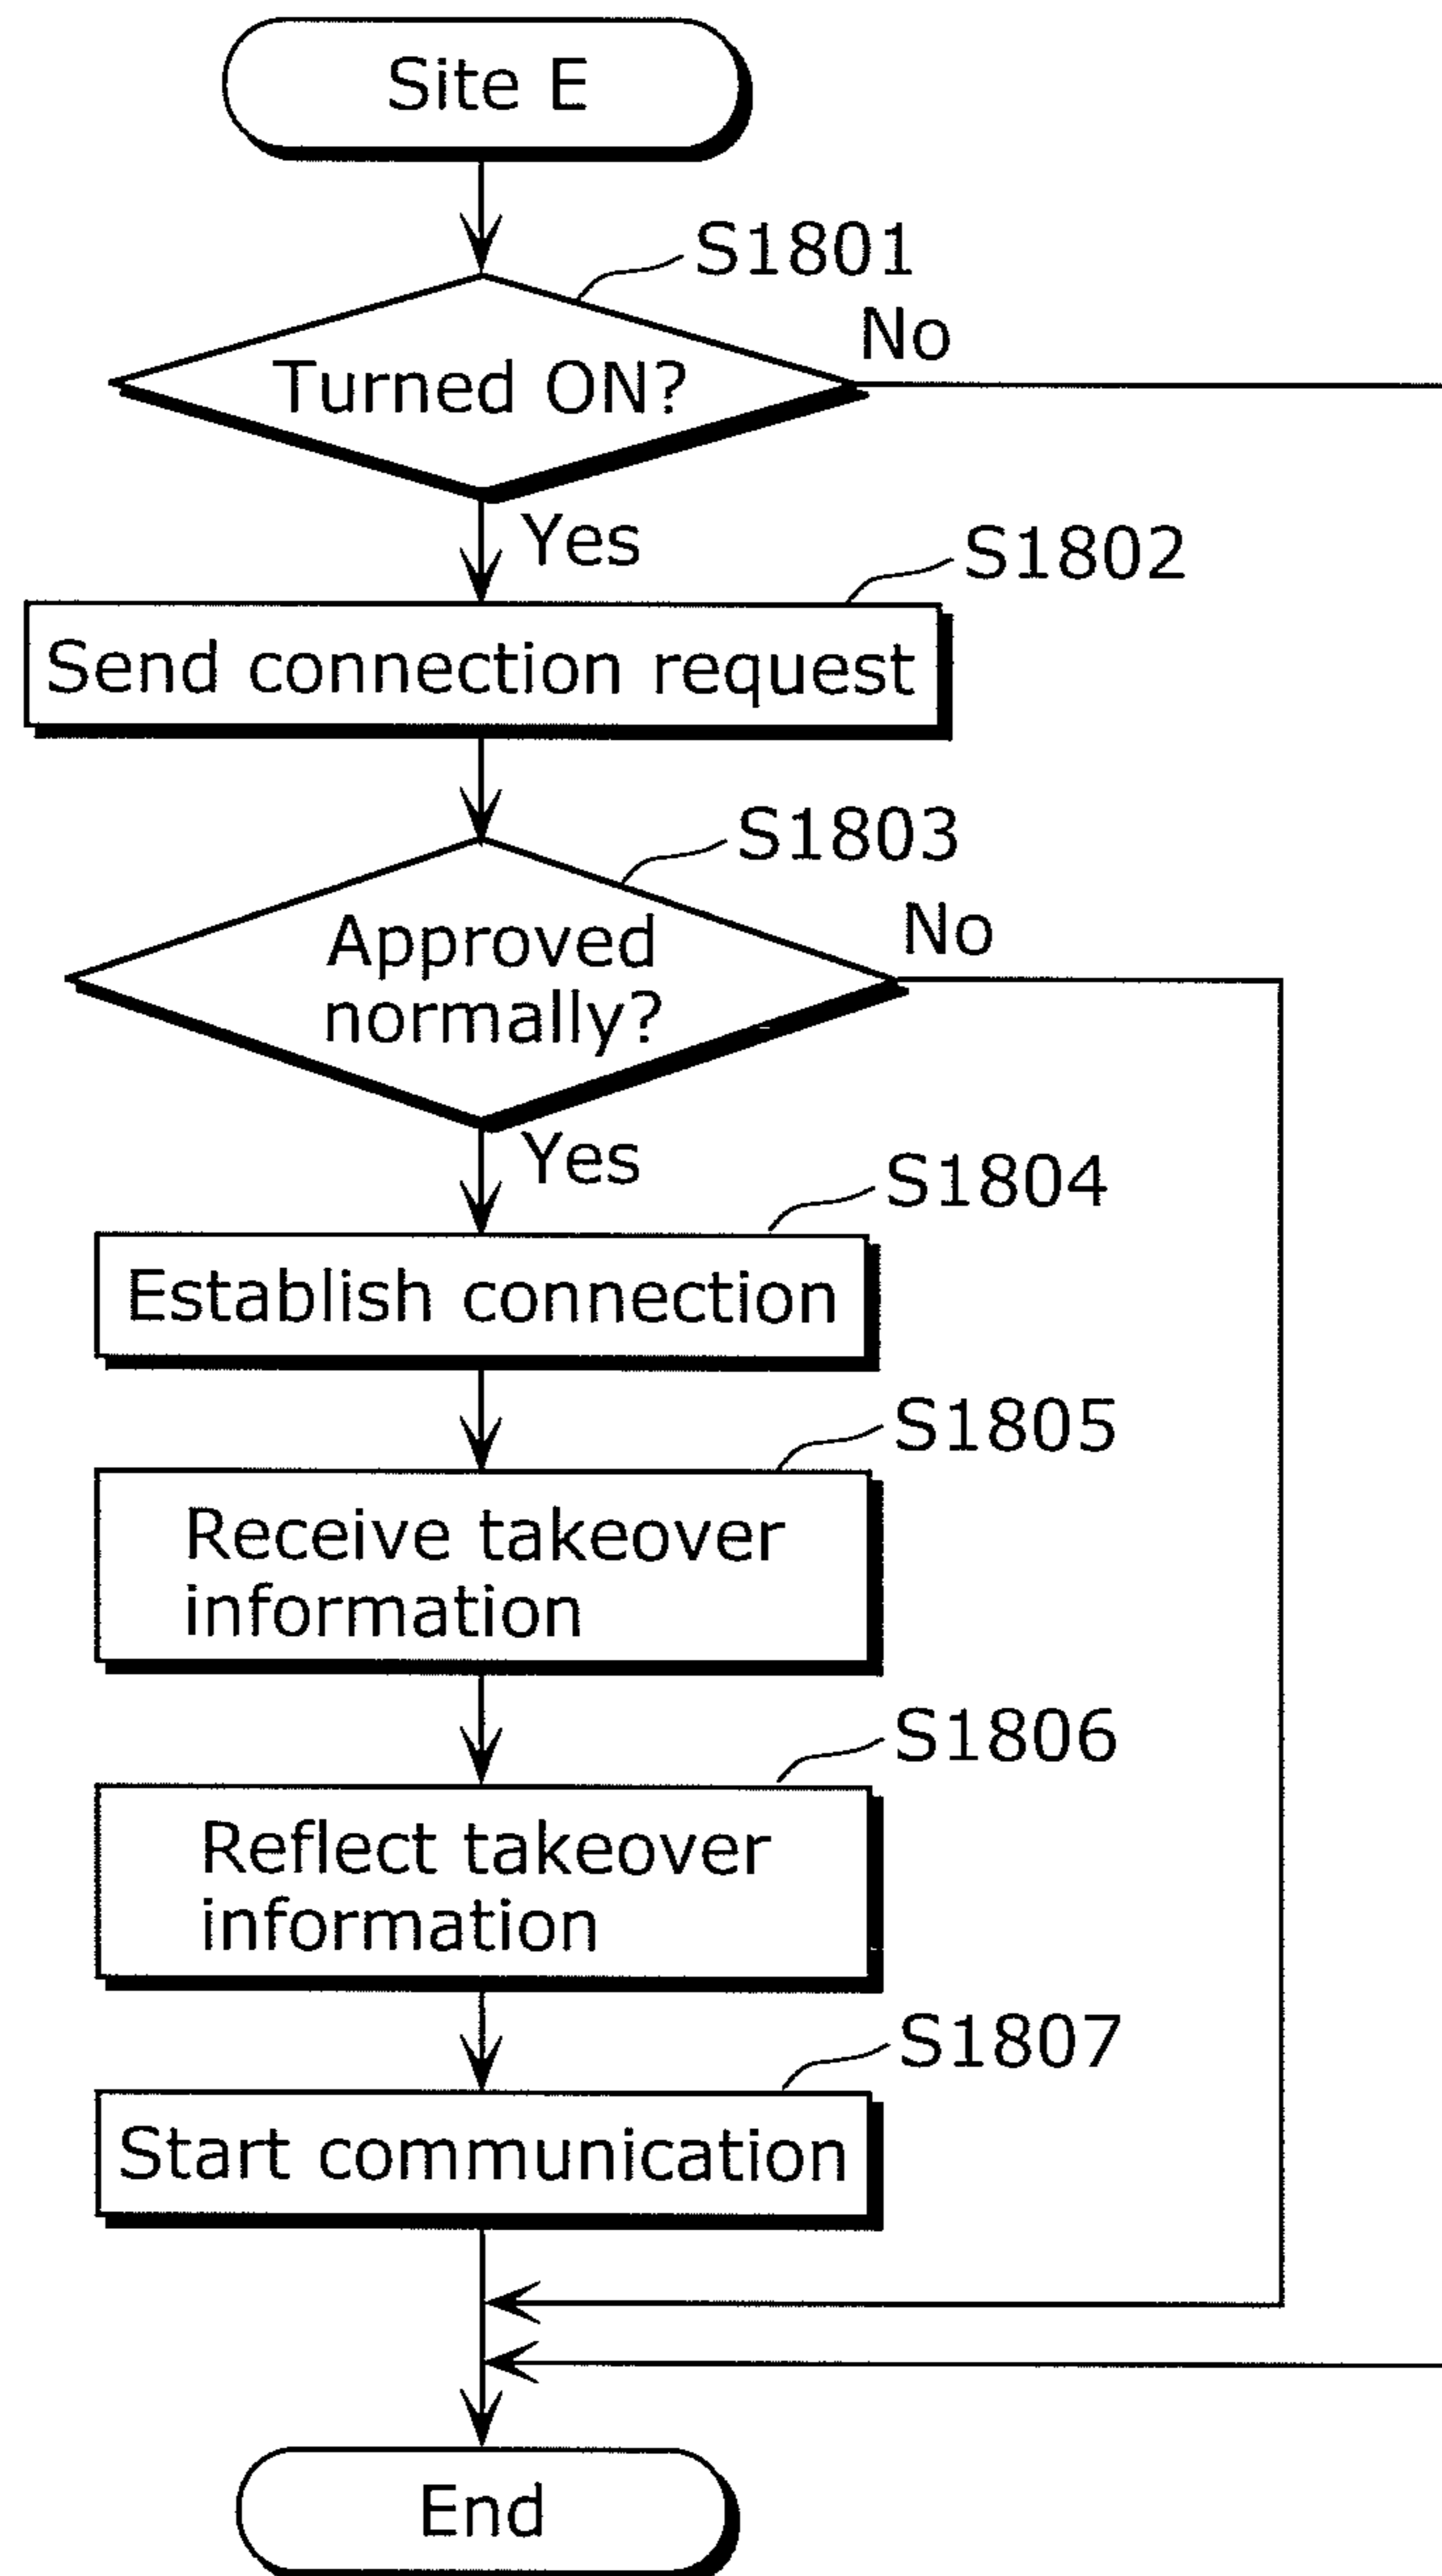 Site E
S1801
Turned ON?
No
Yes
S1802
Send connection request
S1803
Approved
normally?
No
Yes
S1804
Establish connection
S1805
Receive takeover
information
S1806
Reflect takeover
information
S1807
Start communication
End